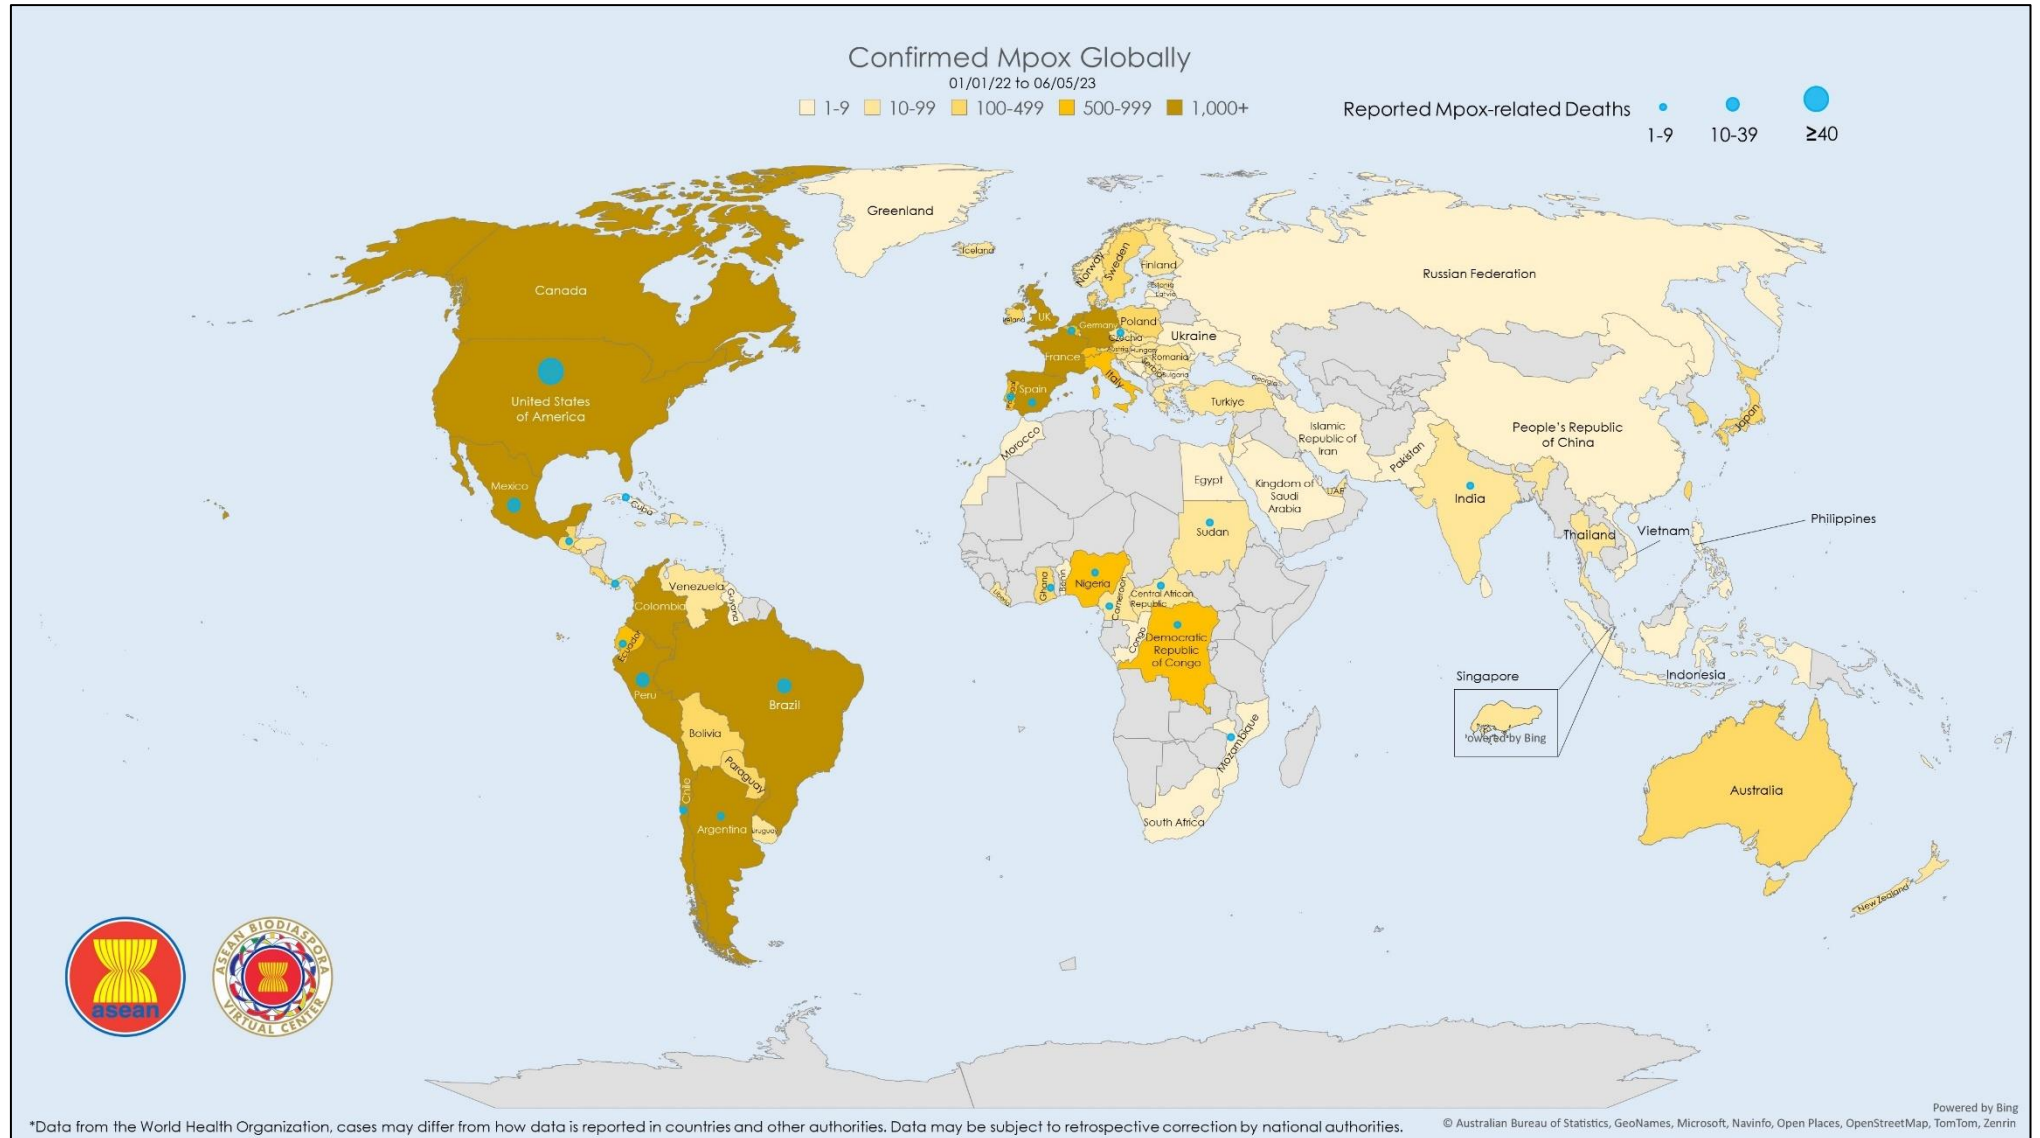 Confirmed Mpox Globally
01/01/22 to 06/05/23
1-9 10-99 100-499 500-999 1,000+
Reported Mpox-related Deaths
1-9 10-39 ≥40
Greenland
Iceland
Norway
Sweden
Finland
Estonia
Latvia
Russian Federation
Canada
Ireland
UK
Germany
Poland
Czechia
Ukraine
France
Austria
Hungary
Romania
Serbia
Bulgaria
Italy
Spain
Georgia
Turkiye
United States
of America
Islamic
Republic of
Iran
People's Republic
of China
Japan
Morocco
Pakistan
Mexico
Cuba
Egypt
Kingdom of
Saudi
Arabia
UAE
India
Sudan
Thailand
Vietnam
Philippines
Venezuela
Guyana
Colombia
Liberia
Ghana
Benin
Nigeria
Cameroon
Central African
Republic
Congo
Democratic
Republic
of Congo
Ecuador
Peru
Brazil
Singapore
Indonesia
owered by Bing
Bolivia
Paraguay
Mozambique
Chile
Argentina
Uruguay
South Africa
Australia
New Zealand
asean
ASEAN BIODIASPORA
VIRTUAL CENTER
Powered by Bing
*Data from the World Health Organization, cases may differ from how data is reported in countries and other authorities. Data may be subject to retrospective correction by national authorities.
© Australian Bureau of Statistics, GeoNames, Microsoft, Navinfo, Open Places, OpenStreetMap, TomTom, Zenrin